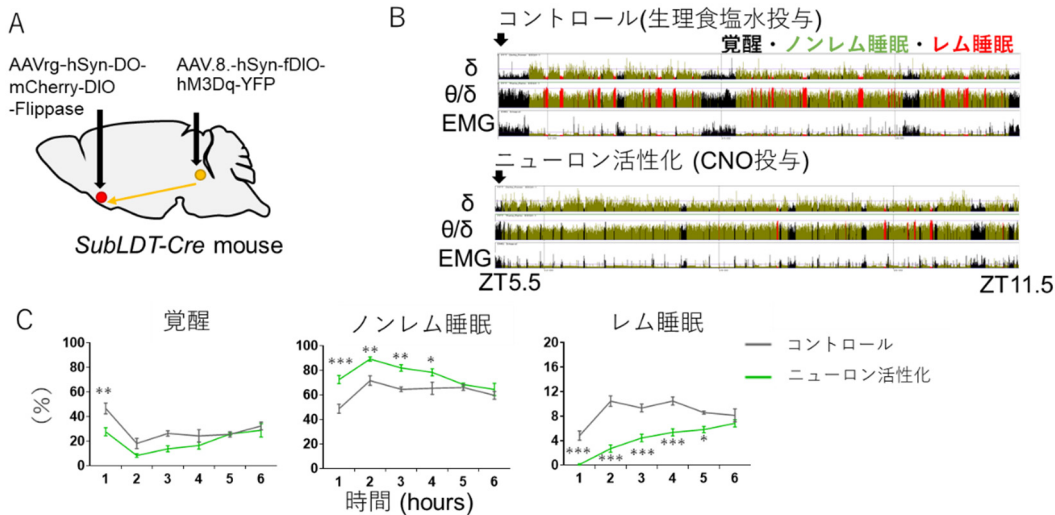 A
AAVrg-hSyn-DO-
mCherry-DIO
-Flippase
AAV.8.-hSyn-fDIO-
hM3Dq-YFP
SubLDT-Cre mouse
B
コントロール(生理食塩水投与)
覚醒・ノンレム睡眠・レム睡眠
δ
θ/δ
EMG
ニューロン活性化 (CNO投与)
δ
θ/δ
EMG
ZT5.5
ZT11.5
C
覚醒
ノンレム睡眠
レム睡眠
コントロール
ニューロン活性化
(%)
100
80
60
40
20
0
**
1 2 3 4 5 6
100
80
60
40
20
0
*** ** ** *
1 2 3 4 5 6
20
16
12
8
4
0
*** *** *** *** *
1 2 3 4 5 6
時間 (hours)